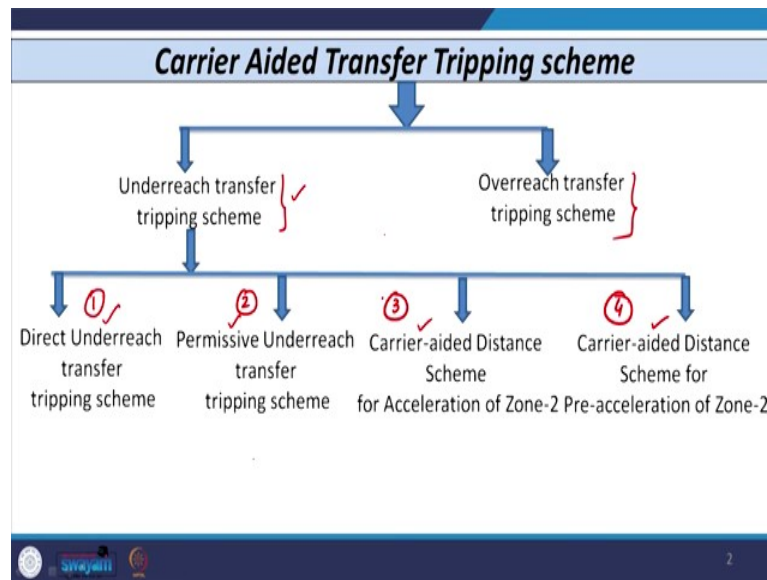 Carrier Aided Transfer Tripping scheme
Underreach transfer
tripping scheme
Overreach transfer
tripping scheme
1
2
3
4
Direct Underreach
transfer
tripping scheme
Permissive Underreach
transfer
tripping scheme
Carrier-aided Distance
Scheme
for Acceleration of Zone-2
Carrier-aided Distance
Scheme for
Pre-acceleration of Zone-2
swayam
2